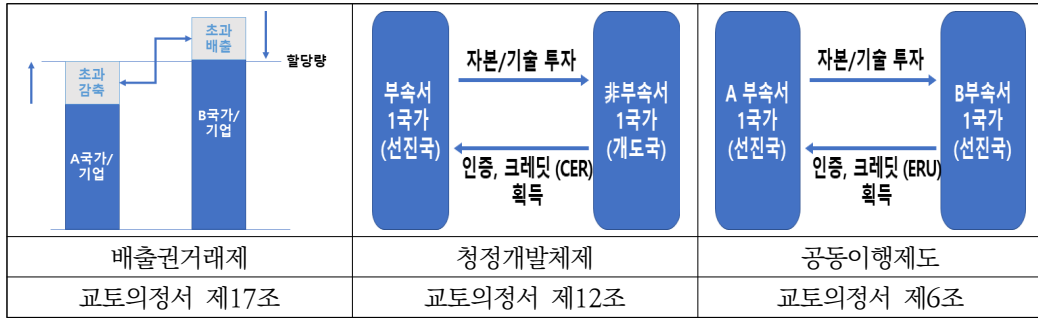 초과
배출
할당량
초과
감축
B국가/
기업
A국가/
기업
부속서
1국가
(선진국)
자본/기술 투자
인증, 크레딧 (CER)
획득
非부속서
1국가
(개도국)
A 부속서
1국가
(선진국)
자본/기술 투자
인증, 크레딧 (ERU)
획득
B부속서
1국가
(선진국)
배출권거래제
청정개발체제
공동이행제도
교토의정서 제17조
교토의정서 제12조
교토의정서 제6조